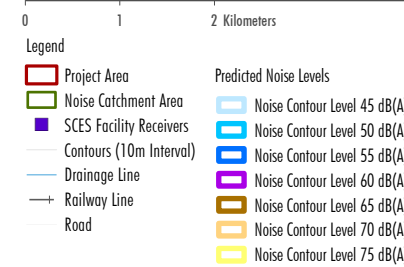 0 1 2 Kilometers
Legend
Project Area
Noise Catchment Area
SCES Facility Receivers
Contours (10m Interval)
Drainage Line
Railway Line
Road
Predicted Noise Levels
Noise Contour Level 45 dB(A
Noise Contour Level 50 dB(A
Noise Contour Level 55 dB(A
Noise Contour Level 60 dB(A
Noise Contour Level 65 dB(A
Noise Contour Level 70 dB(A
Noise Contour Level 75 dB(A